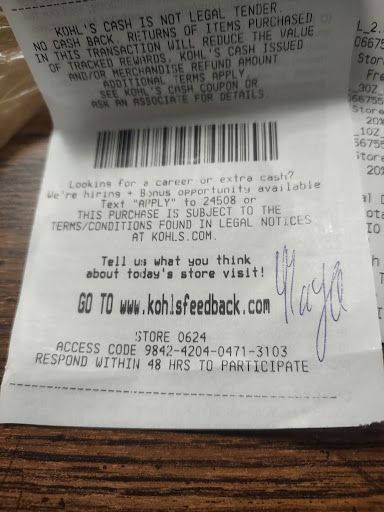 KOHL'S CASH IS NOT LEGAL TENDER.
NO CASH BACK. RETURNS OF ITEMS PURCHASED
IN THIS TRANSACTION WILL REDUCE THE VALUE
OF TRACKED REWARDS, KOHL'S CASH ISSUED
AND/OR MERCHANDISE REFUND AMOUNT
ADDITIONAL TERMS APPLY
SEE KOHL'S CASH COUPON OR
ASK AN ASSOCIATE FOR DETAILS.
Looking for a career or extra cash?
We're hiring + Bonus opportunity available
Text "APPLY" to 24508 or
THIS PURCHASE IS SUBJECT TO THE
TERMS/CONDITIONS FOUND IN LEGAL NOTICES
AT KOHLS.COM.
Tell us what you think
about today's store visit!
GO TO www.kohlsfeedback.com
STORE 0624
ACCESS CODE 9842-4204-0471-3103
RESPOND WITHIN 48 HRS TO PARTICIPATE